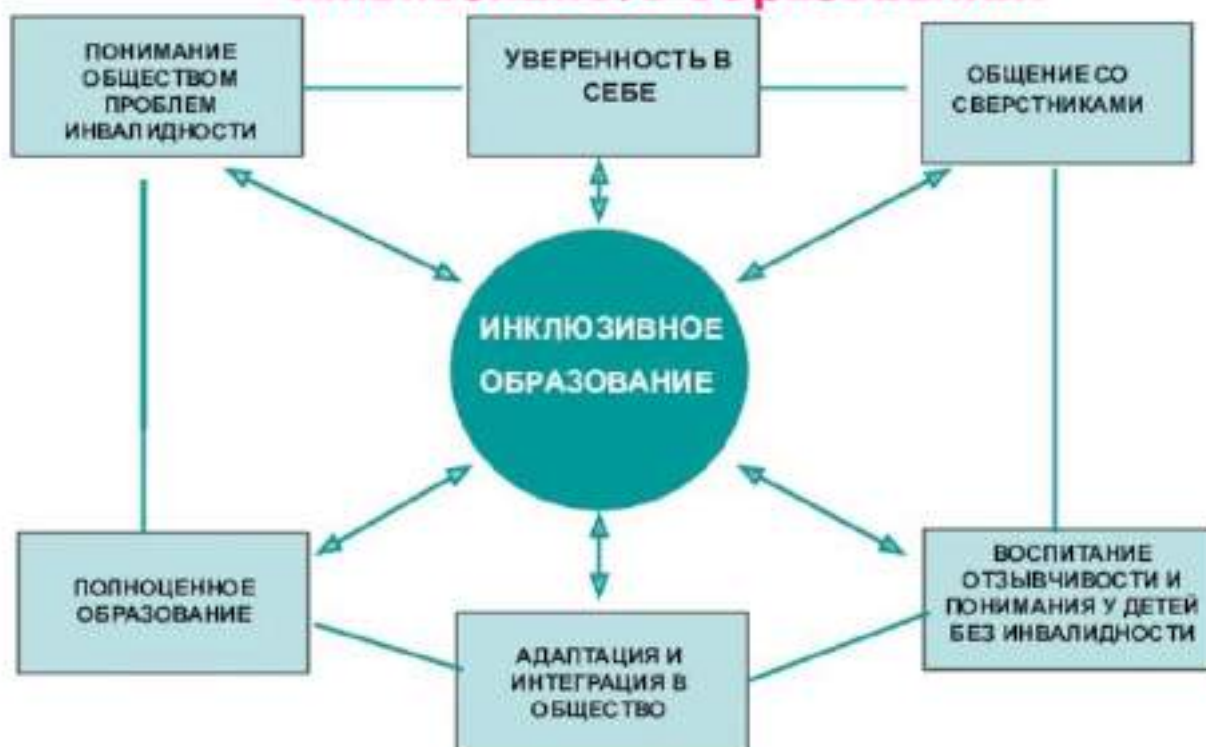 ПОНИМАНИЕ
ОБЩЕСТВОМ
ПРОБЛЕМ
ИНВАЛИДНОСТИ
УВЕРЕННОСТЬ В
СЕБЕ
ОБЩЕНИЕ СО
СВЕРСТНИКАМИ
ИНКЛЮЗИВНОЕ
ОБРАЗОВАНИЕ
ПОЛНОЦЕННОЕ
ОБРАЗОВАНИЕ
АДАПТАЦИЯ И
ИНТЕГРАЦИЯ В
ОБЩЕСТВО
ВОСПИТАНИЕ
ОТЗЫВЧИВОСТИ И
ПОНИМАНИЯ У ДЕТЕЙ
БЕЗ ИНВАЛИДНОСТИ